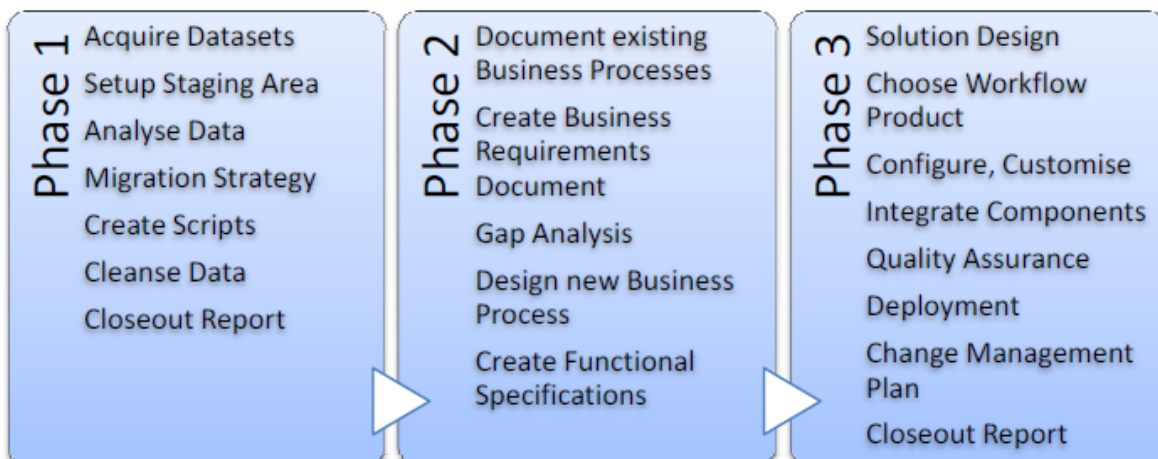 Phase 1
Acquire Datasets
Setup Staging Area
Analyse Data
Migration Strategy
Create Scripts
Cleanse Data
Closeout Report
Phase 2
Document existing
Business Processes
Create Business
Requirements
Document
Gap Analysis
Design new Business
Process
Create Functional
Specifications
Phase 3
Solution Design
Choose Workflow
Product
Configure, Customise
Integrate Components
Quality Assurance
Deployment
Change Management
Plan
Closeout Report